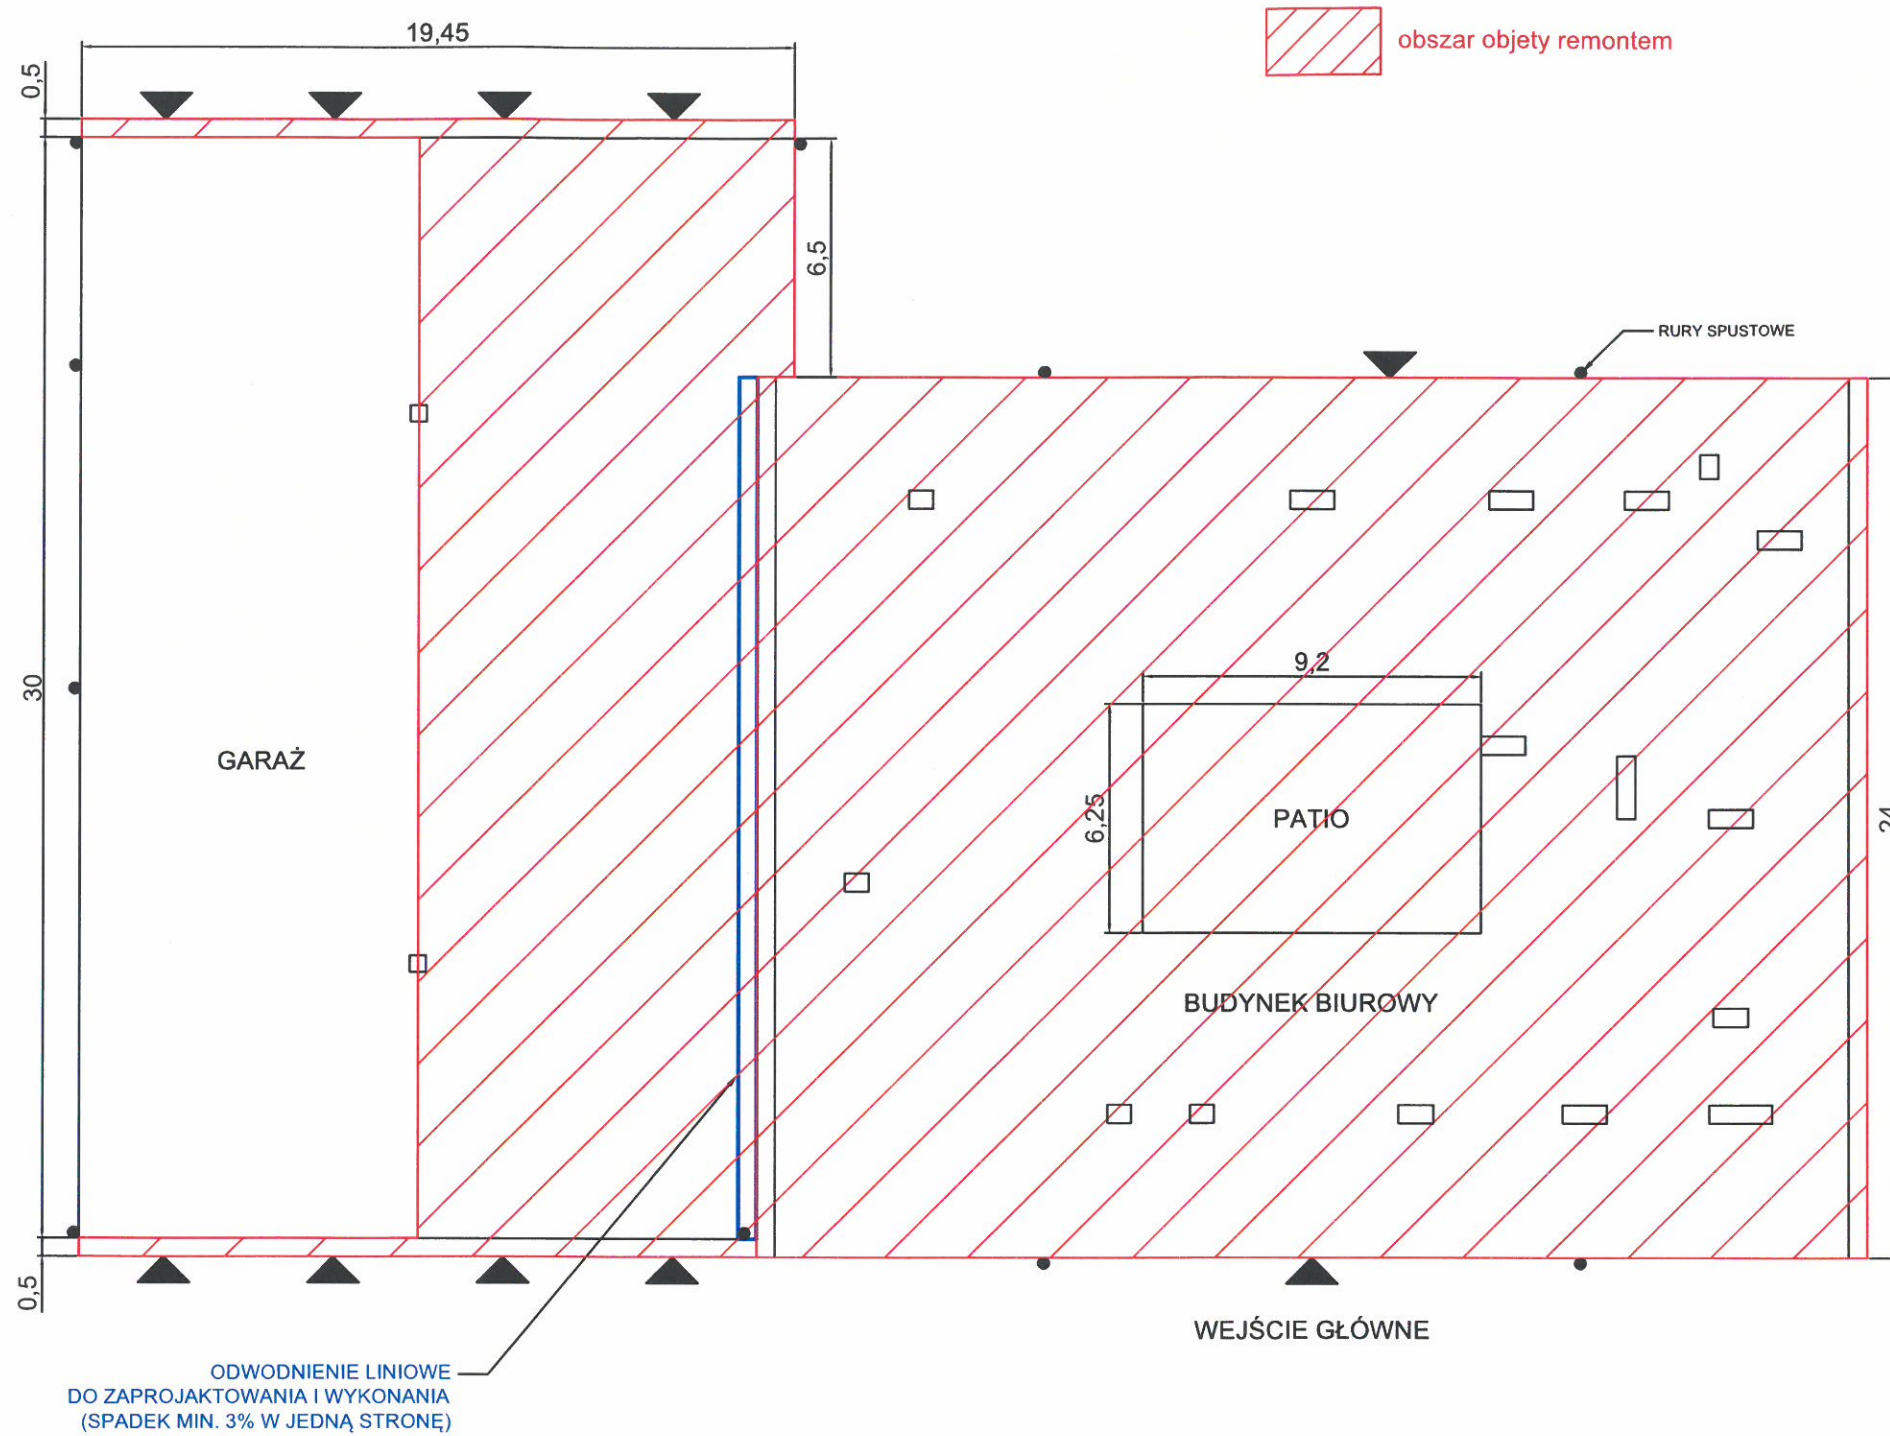 19,45
obszar objety remontem
0,5
6,5
RURY SPUSTOWE
9,2
30
GARAŻ
6,25
PATIO
24
BUDYNEK BIUROWY
0,5
WEJŚCIE GŁÓWNE
ODWODNIENIE LINIOWE
DO ZAPROJAKTOWANIA I WYKONANIA
(SPADEK MIN. 3% W JEDNĄ STRONĘ)